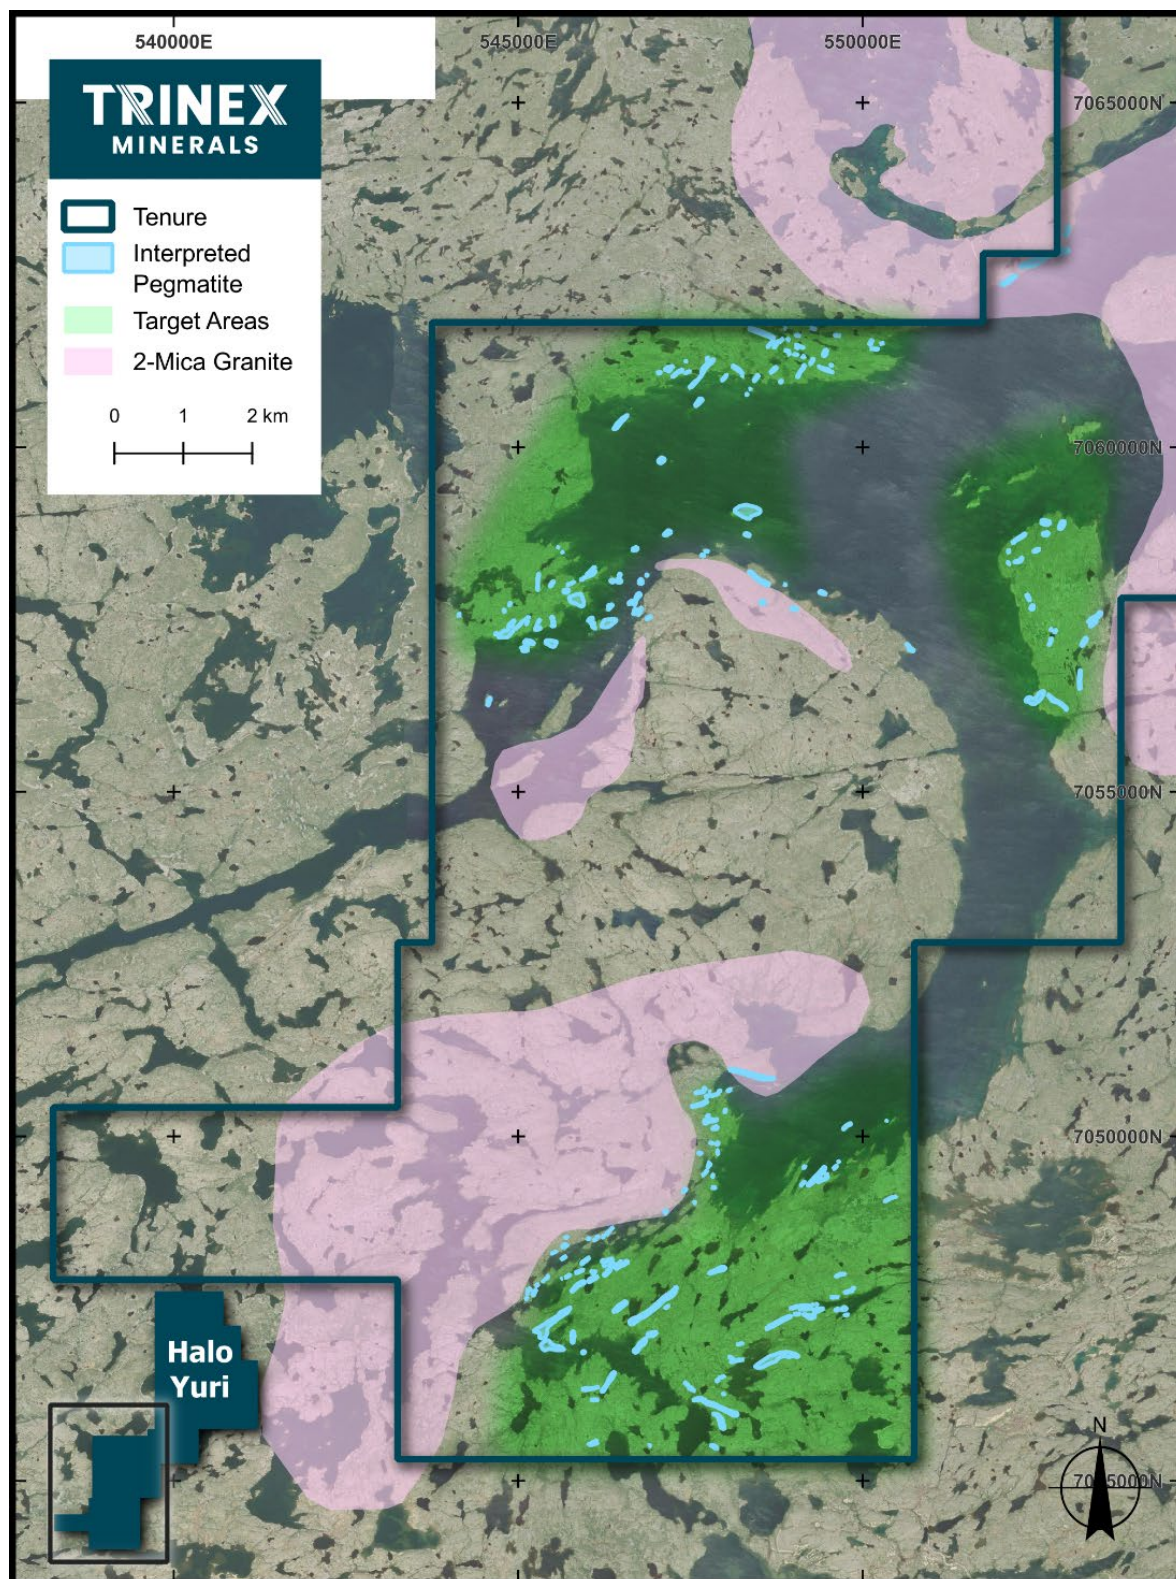 540000E
545000E
550000E
TRINEX
MINERALS
7065000N
Tenure
Interpreted
Pegmatite
Target Areas
2-Mica Granite
0 1 2 km
7060000N
7055000N
7050000N
Halo
Yuri
N